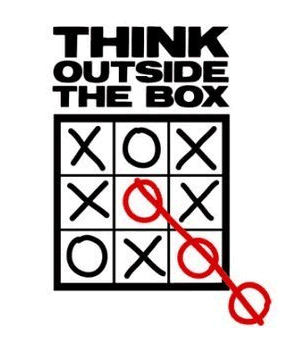 THINK
OUTSIDE
THE BOX
X O X
X O X
O X O
O